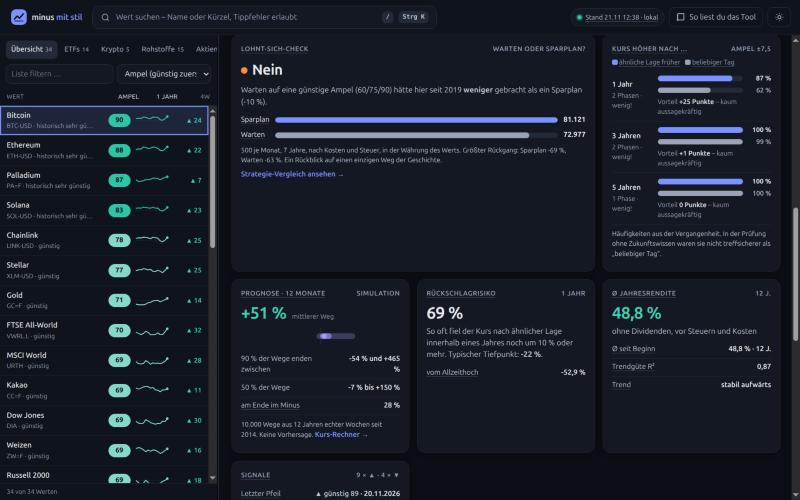 minus mit stil
Wert suchen – Name oder Kürzel, Tippfehler erlaubt
/
Strg K
Stand 21.11 12:38 · lokal
So liest du das Tool
Übersicht 34
ETFs 14
Krypto 5
Rohstoffe 15
Aktien
Liste filtern …
Ampel (günstig zuers
WERT
AMPEL
1 JAHR
4W
Bitcoin
BTC-USD · historisch sehr gü…
90
▲ 24
Ethereum
ETH-USD · historisch sehr gü…
88
▲ 22
Palladium
PA=F · historisch sehr günstig
87
▲ 7
Solana
SOL-USD · historisch sehr gü…
83
▲ 23
Chainlink
LINK-USD · günstig
78
▲ 25
Stellar
XLM-USD · günstig
77
▲ 25
Gold
GC=F · günstig
71
▲ 14
FTSE All-World
VWRL.L · günstig
70
▲ 32
MSCI World
URTH · günstig
69
▲ 28
Kakao
CC=F · günstig
69
▲ 11
Dow Jones
DIA · günstig
69
▲ 30
Weizen
ZW=F · günstig
69
▲ 16
Russell 2000
69
▲ 18
34 von 34 Werten
LOHNT-SICH-CHECK
WARTEN ODER SPARPLAN?
Nein
Warten auf eine günstige Ampel (60/75/90) hätte hier seit 2019 weniger gebracht als ein Sparplan
(-10 %).
Sparplan
81.121
Warten
72.977
500 je Monat, 7 Jahre, nach Kosten und Steuer, in der Währung des Werts. Größter Rückgang: Sparplan -69 %,
Warten -63 %. Ein Rückblick auf einen einzigen Weg der Geschichte.
Strategie-Vergleich ansehen →
KURS HÖHER NACH …
AMPEL ±7,5
ähnliche Lage früher
beliebiger Tag
1 Jahr
2 Phasen ·
wenig!
87 %
62 %
Vorteil +25 Punkte – kaum
aussagekräftig
3 Jahren
2 Phasen ·
wenig!
100 %
99 %
Vorteil +1 Punkte – kaum
aussagekräftig
5 Jahren
1 Phase ·
wenig!
100 %
100 %
Vorteil 0 Punkte – kaum
aussagekräftig
Häufigkeiten aus der Vergangenheit. In der Prüfung
ohne Zukunftswissen waren sie nicht treffsicherer als
„beliebiger Tag“.
PROGNOSE · 12 MONATE
SIMULATION
+51 % mittlerer Weg
90 % der Wege enden
zwischen
-54 % und +465
%
50 % der Wege
-7 % bis +150 %
am Ende im Minus
28 %
10.000 Wege aus 12 Jahren echter Wochen seit
2014. Keine Vorhersage. Kurs-Rechner →
RÜCKSCHLAGRISIKO
1 JAHR
69 %
So oft fiel der Kurs nach ähnlicher Lage
innerhalb eines Jahres noch um 10 % oder
mehr. Typischer Tiefpunkt: -22 %.
vom Allzeithoch
-52,9 %
Ø JAHRESRENDITE
12 J.
48,8 %
ohne Dividenden, vor Steuern und Kosten
Ø seit Beginn
48,8 % · 12 J.
Trendgüte R²
0,87
Trend
stabil aufwärts
SIGNALE
9 × ▲ · 4 × ▼
Letzter Pfeil
▲ günstig 89 · 20.11.2026